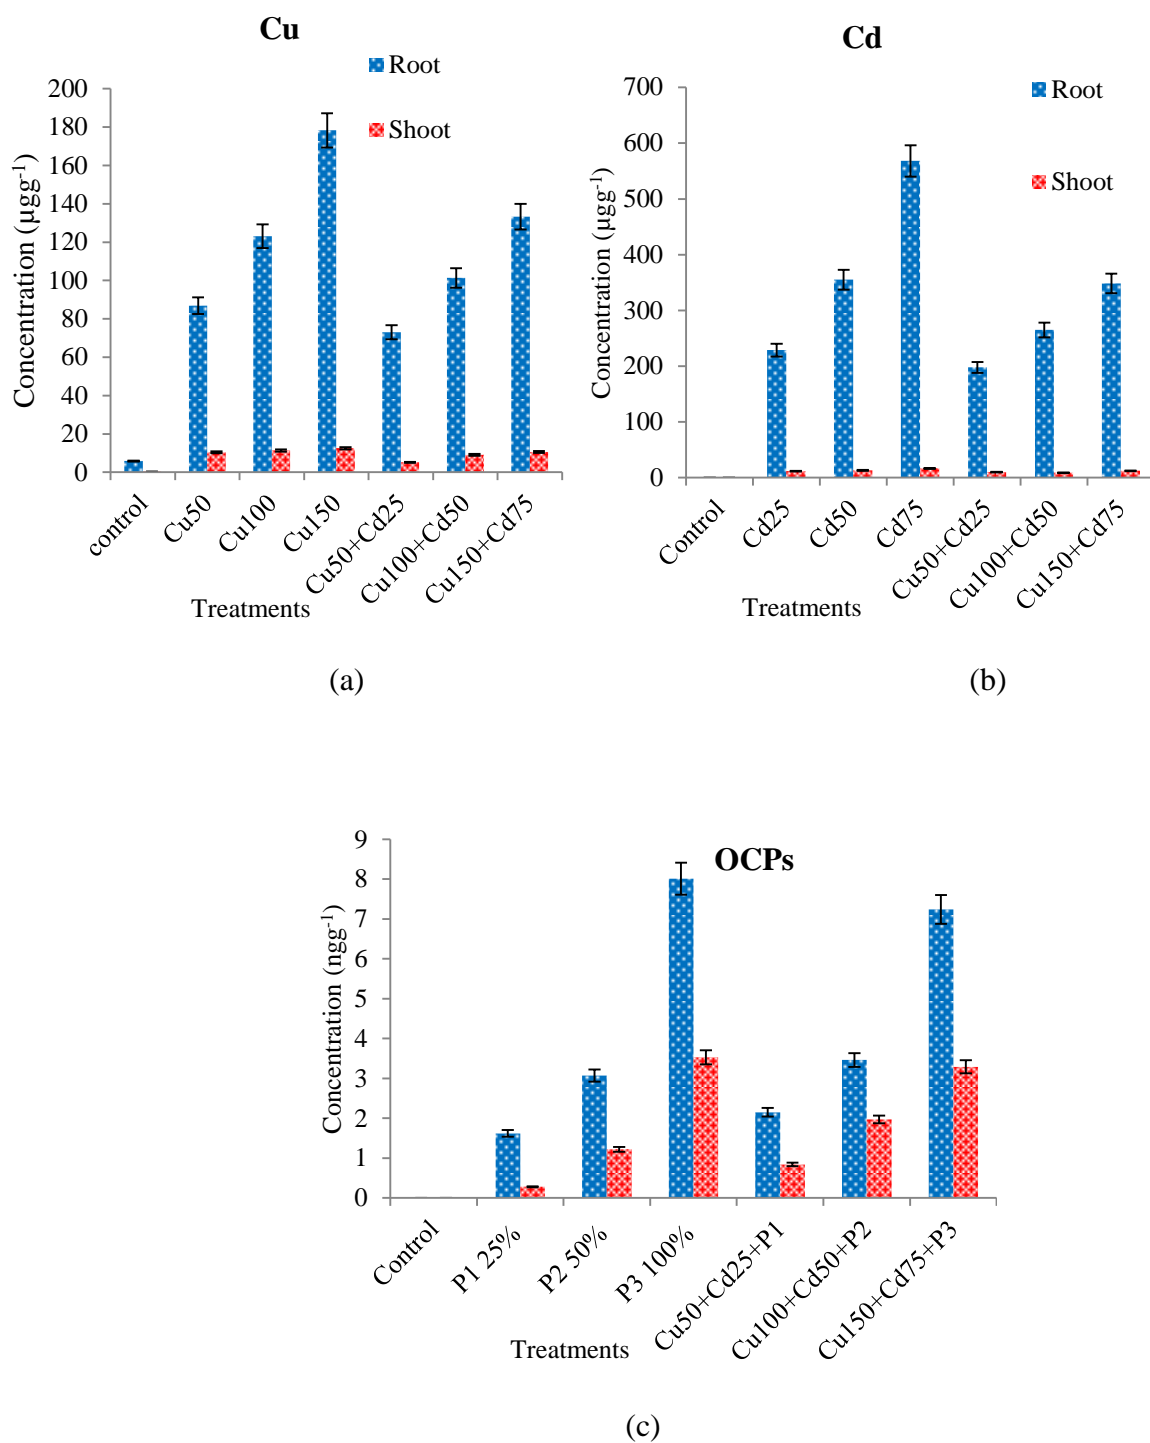 Cu
Root
Shoot
Concentration (µgg-1)
200
180
160
140
120
100
80
60
40
20
0
control
Cu50
Cu100
Cu150
Cu50+Cd25
Cu100+Cd50
Cu150+Cd75
Treatments
(a)
Cd
Root
Shoot
Concentration (µgg-1)
700
600
500
400
300
200
100
0
Control
Cd25
Cd50
Cd75
Cu50+Cd25
Cu100+Cd50
Cu150+Cd75
Treatments
(b)
OCPs
Concentration (ngg-1)
9
8
7
6
5
4
3
2
1
0
Control
P1 25%
P2 50%
P3 100%
Cu50+Cd25+P1
Cu100+Cd50+P2
Cu150+Cd75+P3
Treatments
(c)